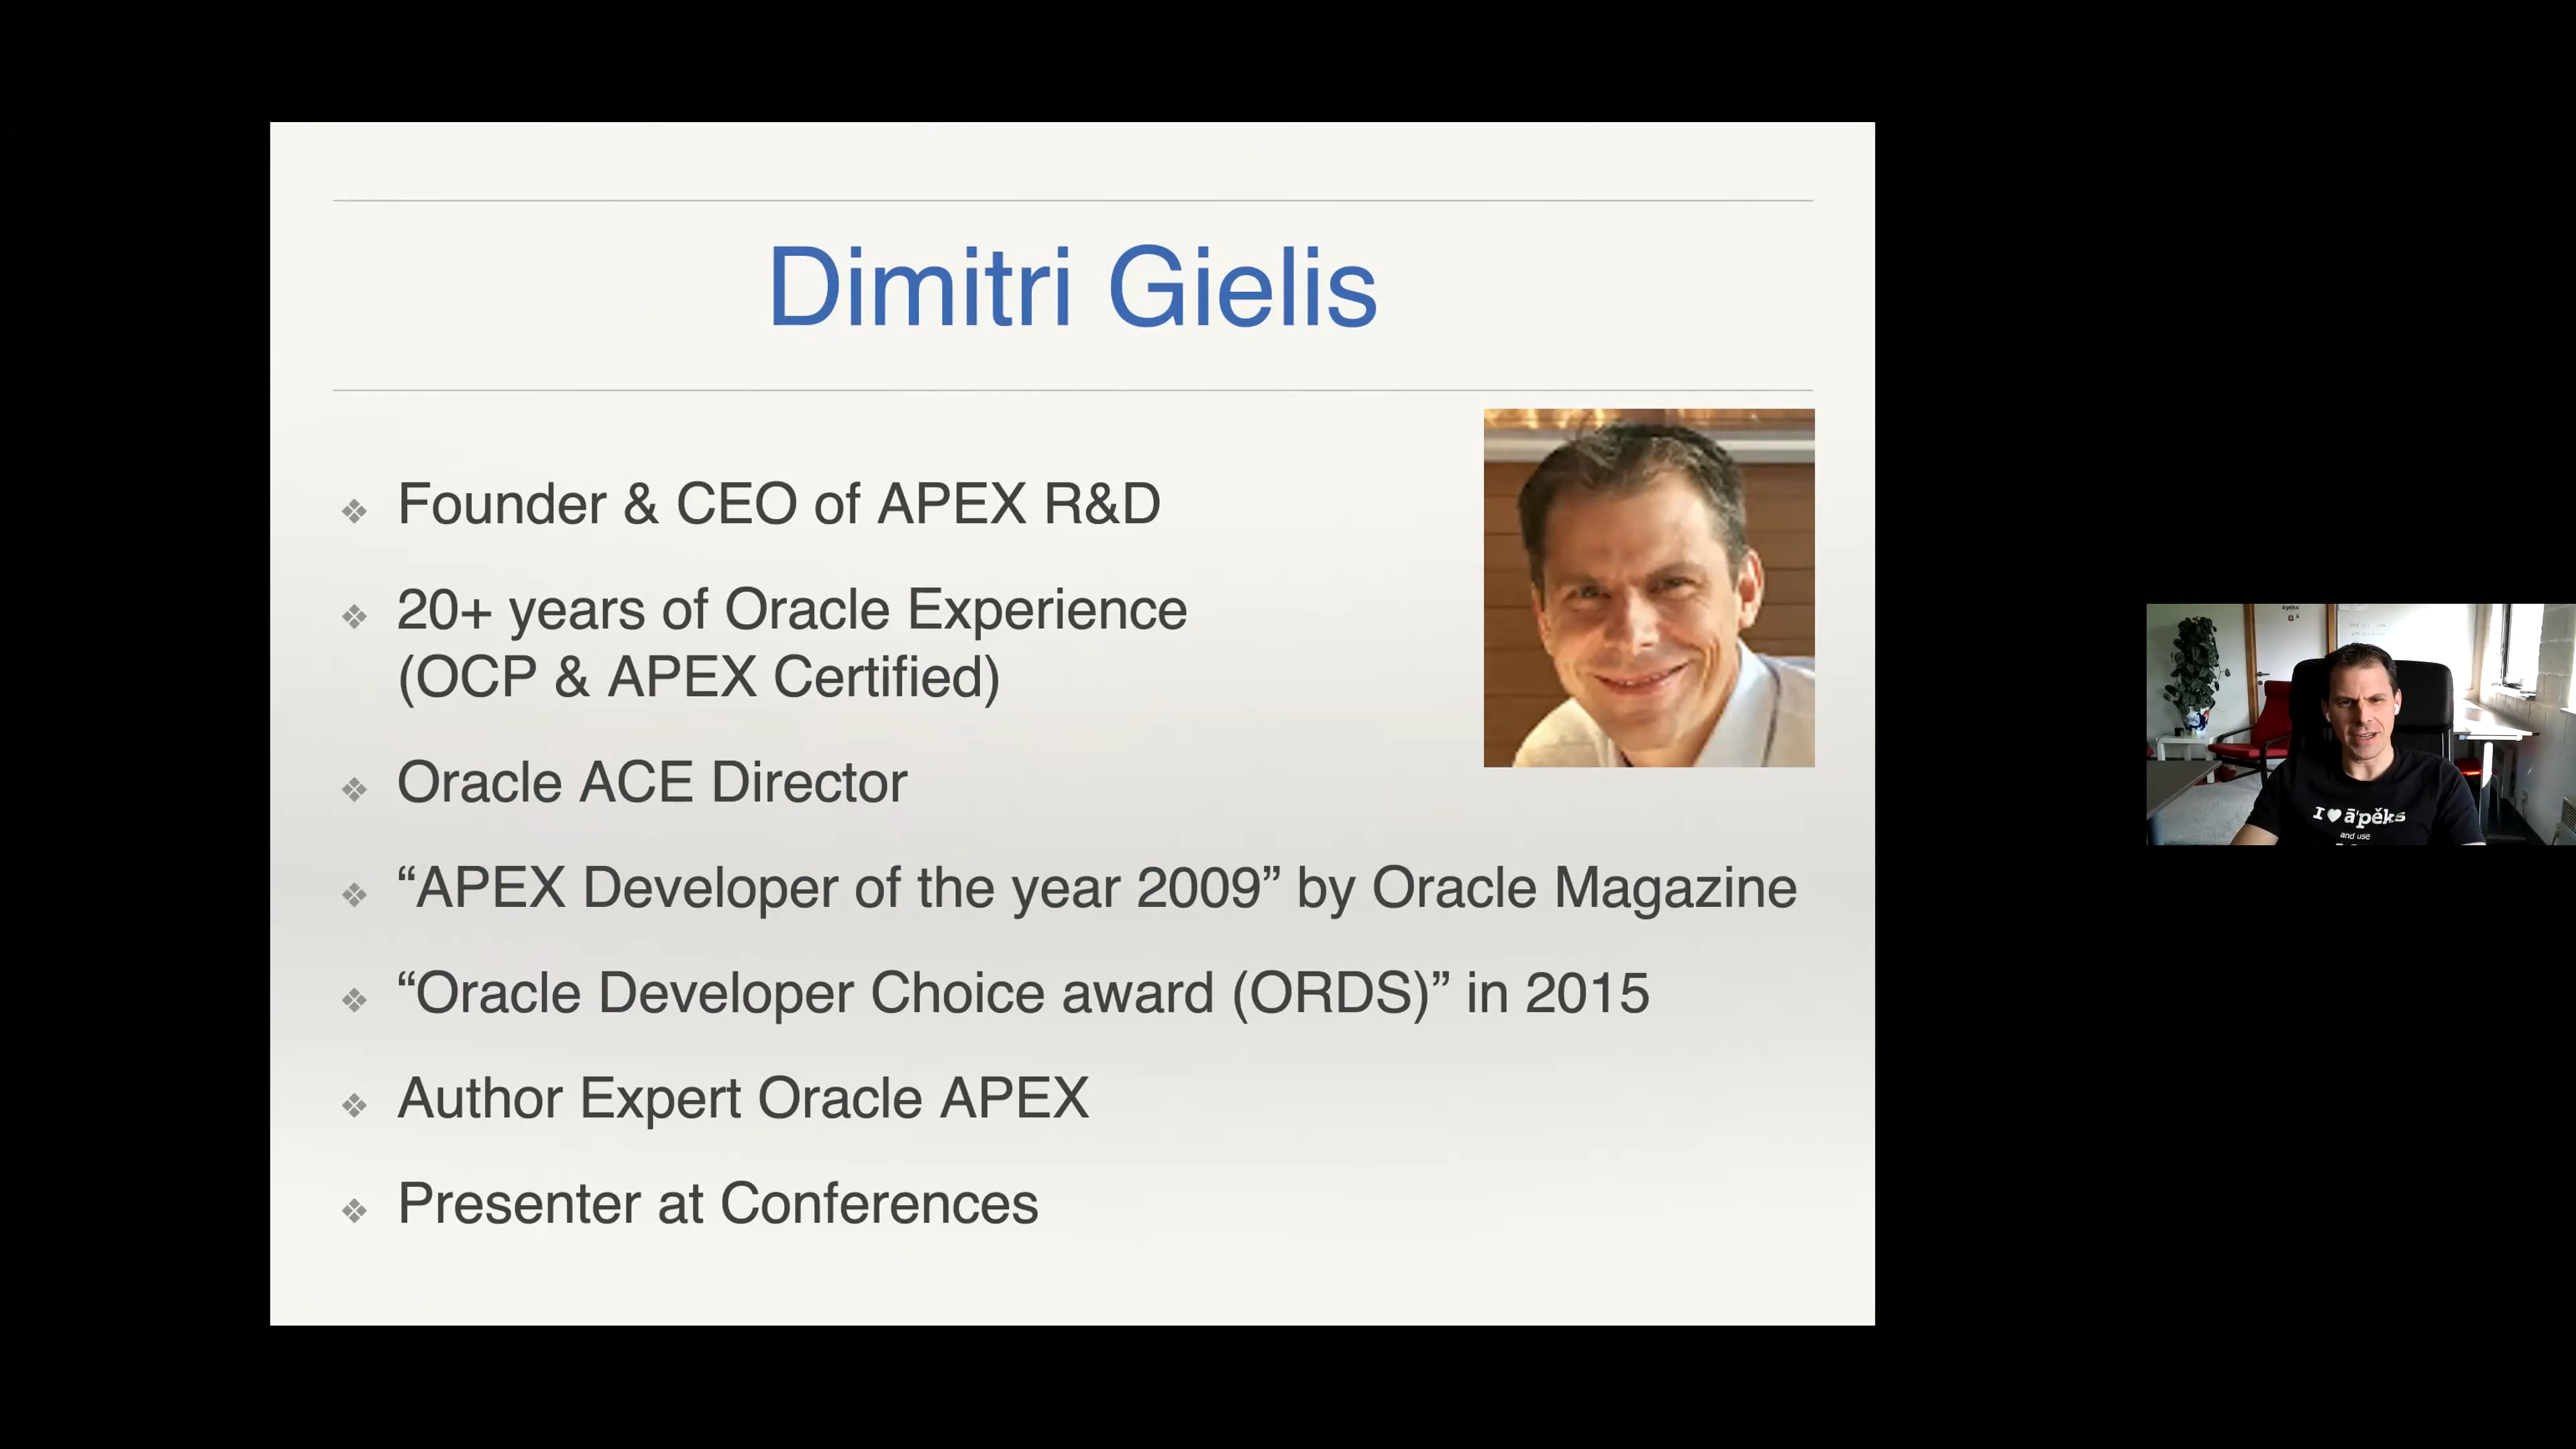 Dimitri Gielis
Founder & CEO of APEX R&D
20+ years of Oracle Experience
(OCP & APEX Certified)
Oracle ACE Director
“APEX Developer of the year 2009” by Oracle Magazine
“Oracle Developer Choice award (ORDS)” in 2015
Author Expert Oracle APEX
Presenter at Conferences
I ♥ āpěks
and use